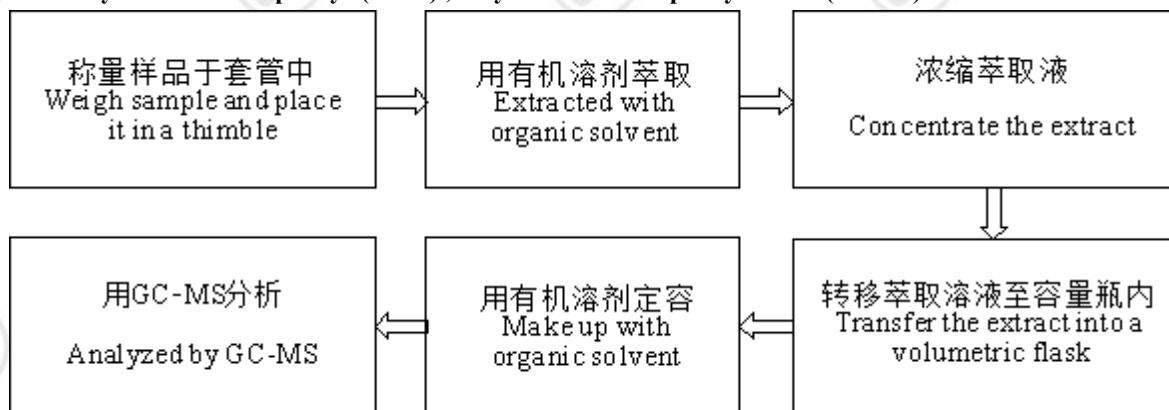 称量样品于套管中
Weigh sample and place
it in a thimble
用有机溶剂萃取
Extracted with
organic solvent
浓缩萃取液
Concentrate the extract
转移萃取溶液至容量瓶内
Transfer the extract into a
volumetric flask
用有机溶剂定容
Make up with
organic solvent
用GC-MS分析
Analyzed by GC-MS